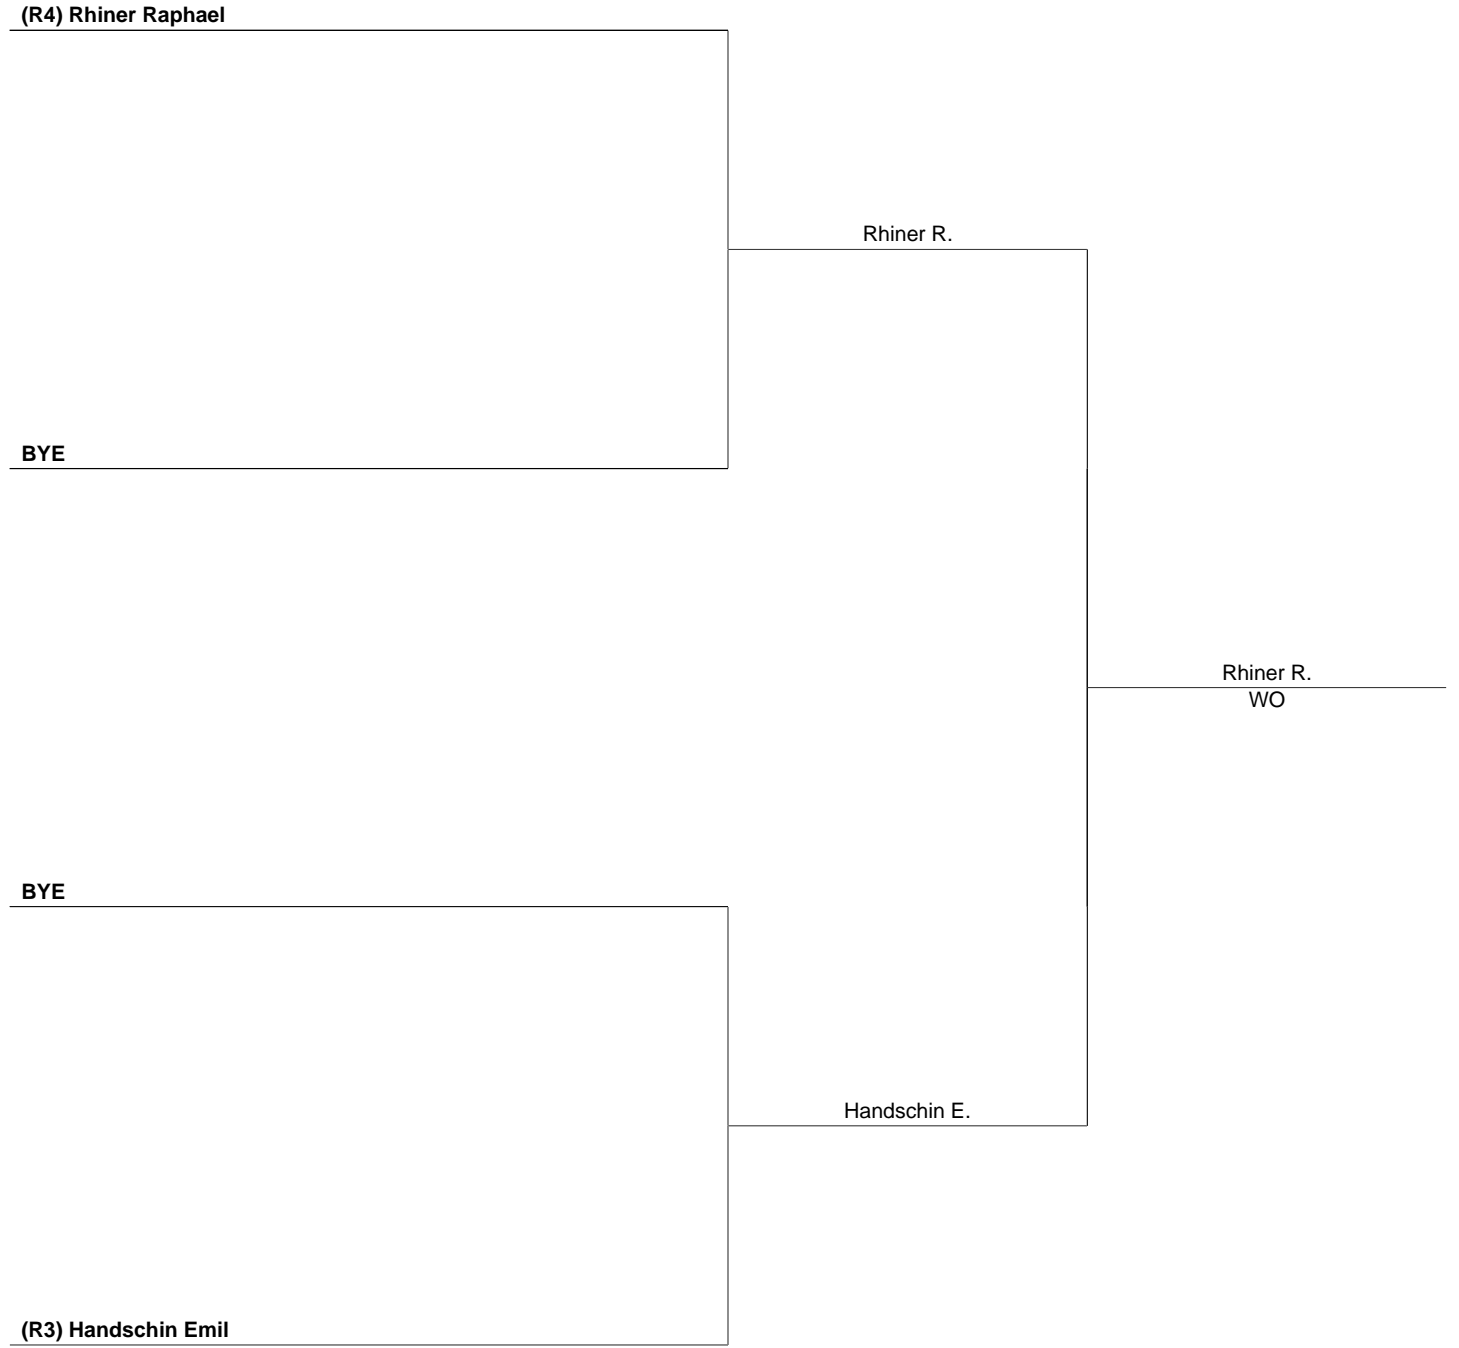 (R4) Rhiner Raphael
Rhiner R.
BYE
Rhiner R.
WO
BYE
Handschin E.
(R3) Handschin Emil